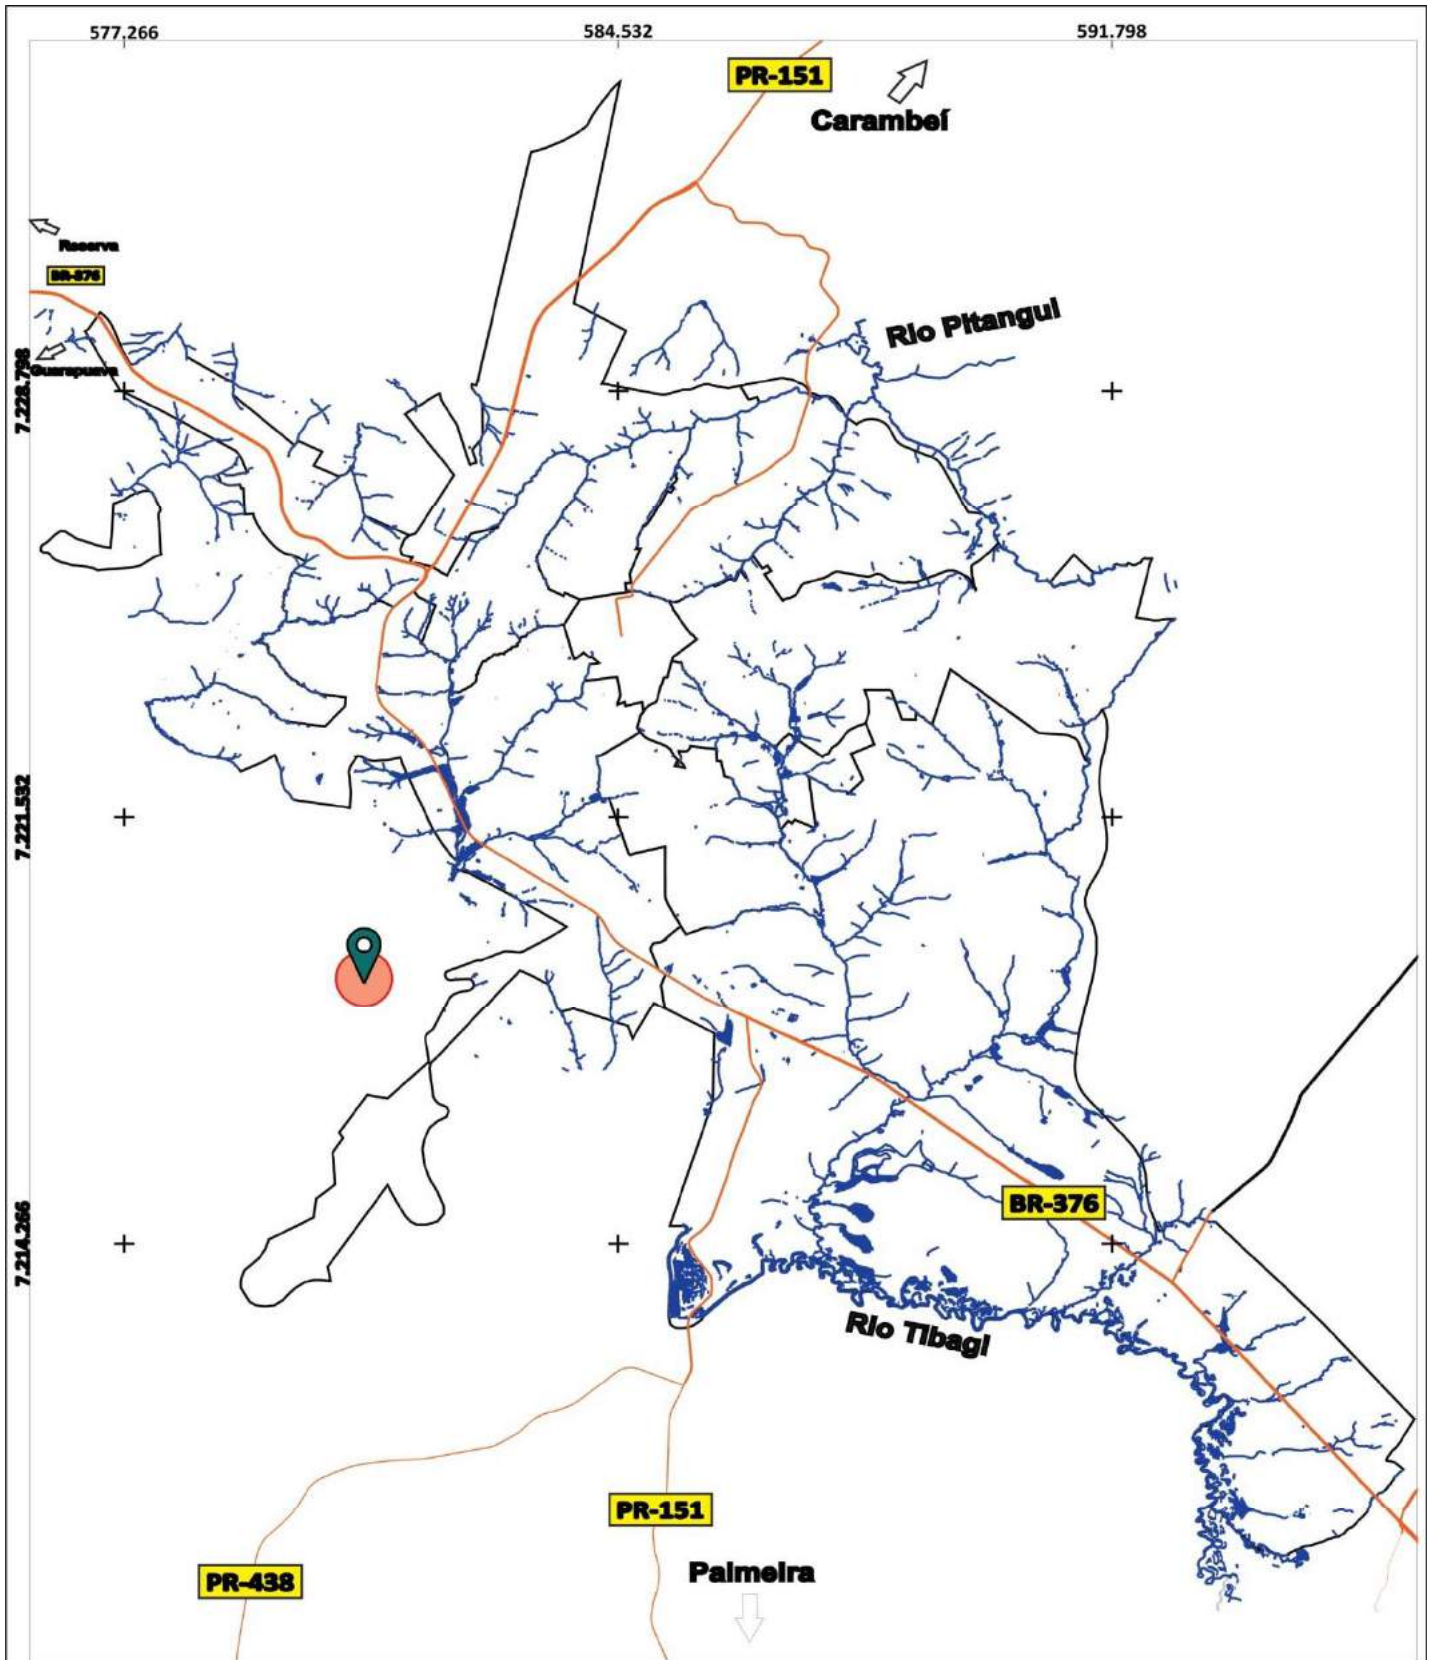 577.266
584.532
591.798
PR-151
Carambeí
Reserva
BR-376
Rio Pitangui
Guarapuava
7.228.798
7.221.532
7.214.266
BR-376
Rio Tibagi
PR-151
Palmeira
PR-438